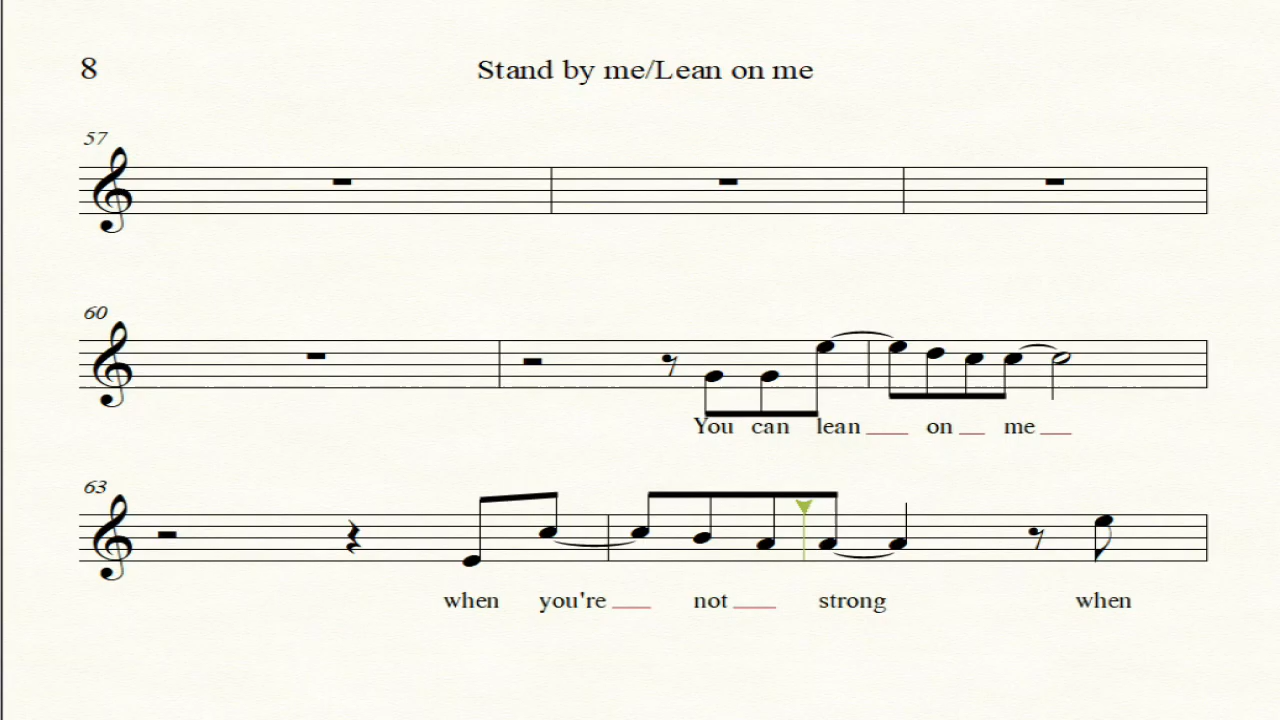 8 Stand by me/Lean on me
57
60
You can lean on me
63
when you're not strong when